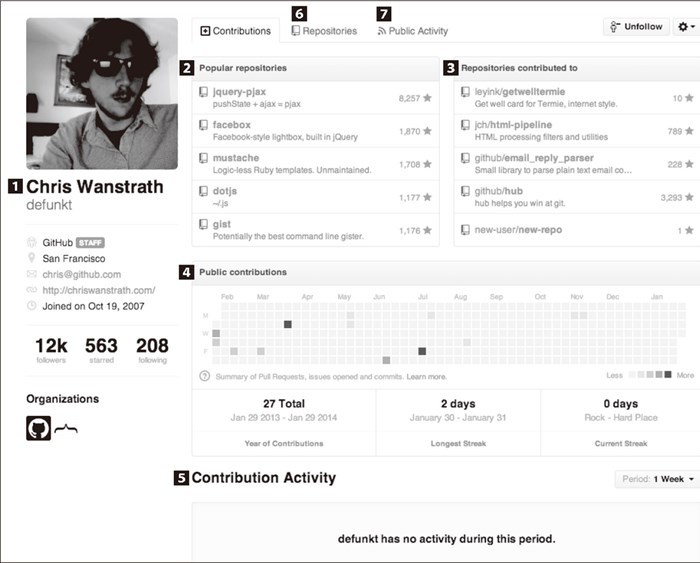 6
7
Contributions
Repositories
Public Activity
Unfollow
2 Popular repositories
jquery-pjax
pushState + ajax = pjax
8,257
facebox
Facebook-style lightbox, built in jQuery
1,870
mustache
Logic-less Ruby templates. Unmaintained.
1,708
dotjs
~/.js
1,177
gist
Potentially the best command line gister.
1,176
3 Repositories contributed to
leyink/getwelltermie
Get well card for Termie, internet style.
10
jch/html-pipeline
HTML processing filters and utilities
789
github/email_reply_parser
Small library to parse plain text email co…
228
github/hub
hub helps you win at git.
3,293
new-user/new-repo
1
1 Chris Wanstrath
defunkt
GitHub STAFF
San Francisco
chris@github.com
http://chriswanstrath.com/
Joined on Oct 19, 2007
12k
followers
563
starred
208
following
Organizations
4 Public contributions
Feb Mar Apr May Jun Jul Aug Sep Oct Nov Dec Jan
M
W
F
? Summary of Pull Requests, issues opened and commits. Learn more.
Less More
27 Total
Jan 29 2013 - Jan 29 2014
Year of Contributions
2 days
January 30 - January 31
Longest Streak
0 days
Rock - Hard Place
Current Streak
5 Contribution Activity
Period: 1 Week
defunkt has no activity during this period.